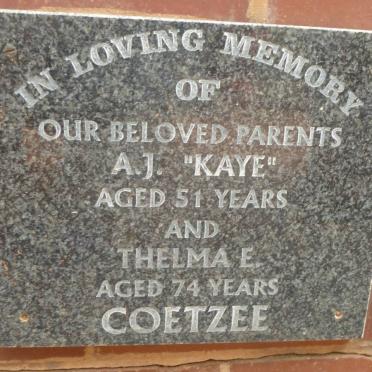 IN LOVING MEMORY
OF
OUR BELOVED PARENTS
A.J. "KAYE"
AGED 51 YEARS
AND
THELMA E.
AGED 74 YEARS
COETZEE